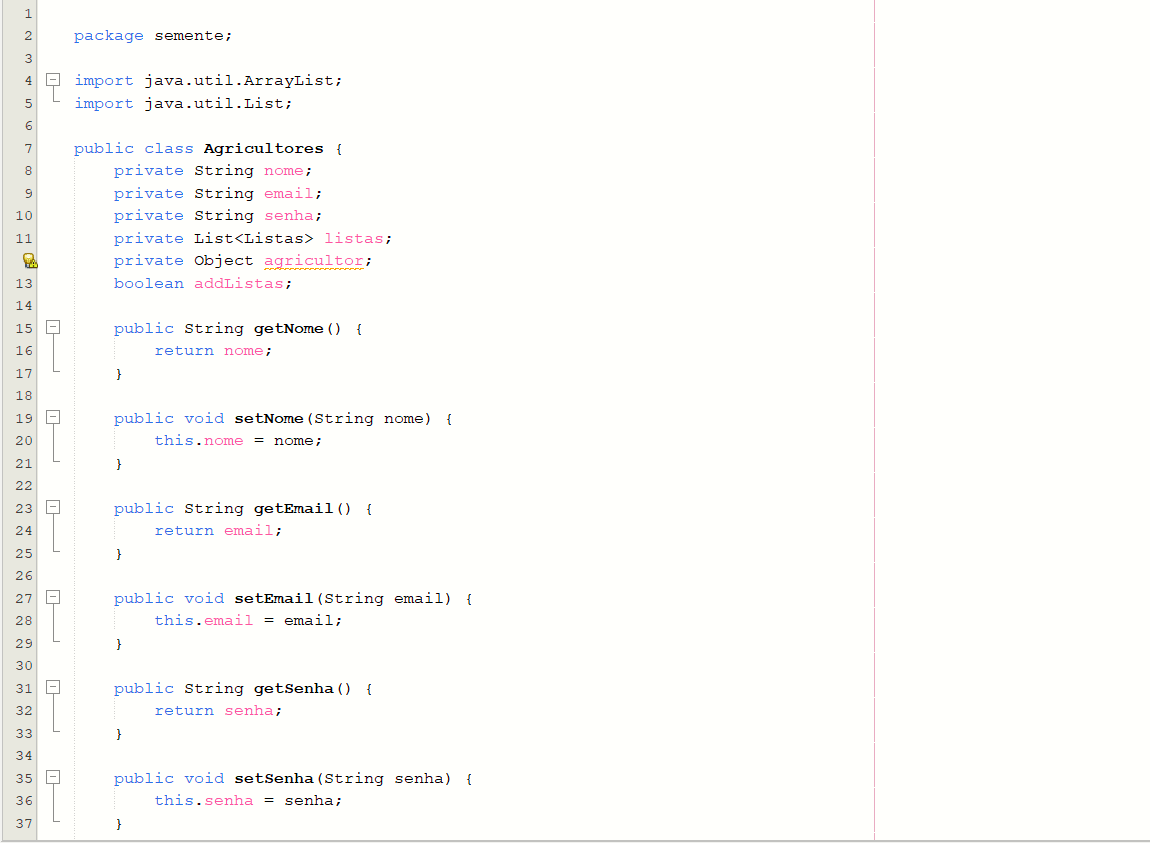 1
2 package semente;
3
4 import java.util.ArrayList;
5 import java.util.List;
6
7 public class Agricultores {
8 private String nome;
9 private String email;
10 private String senha;
11 private List<Listas> listas;
private Object agricultor;
13 boolean addListas;
14
15 public String getNome() {
16 return nome;
17 }
18
19 public void setNome(String nome) {
20 this.nome = nome;
21 }
22
23 public String getEmail() {
24 return email;
25 }
26
27 public void setEmail(String email) {
28 this.email = email;
29 }
30
31 public String getSenha() {
32 return senha;
33 }
34
35 public void setSenha(String senha) {
36 this.senha = senha;
37 }